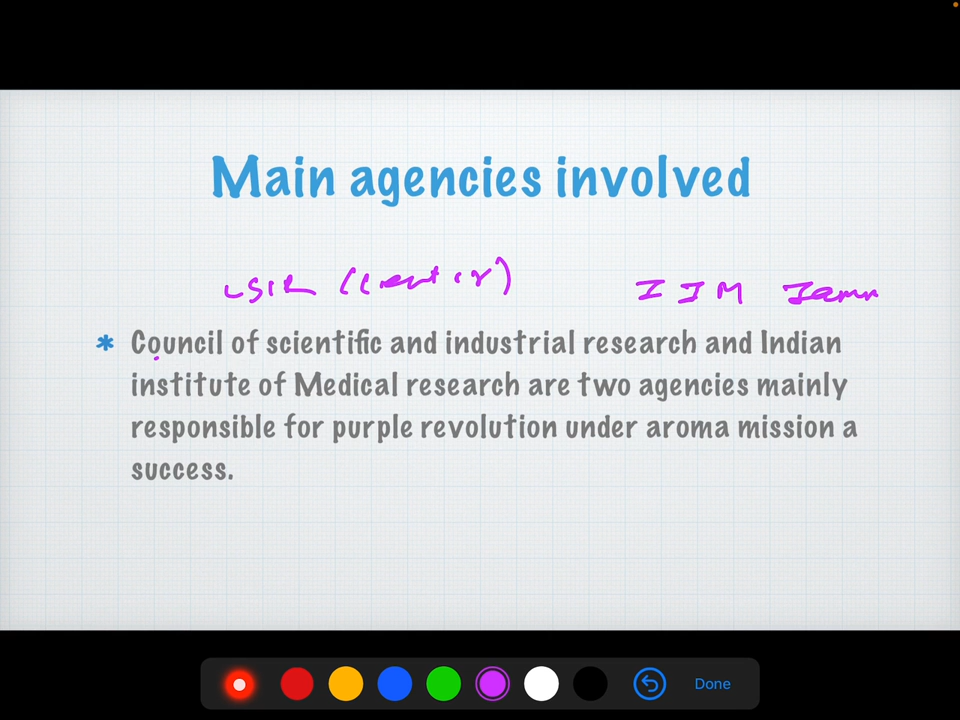 Main agencies involved
CSIR ( ) IIM Jamm
Council of scientific and industrial research and Indian
institute of Medical research are two agencies mainly
responsible for purple revolution under aroma mission a
success.
Done